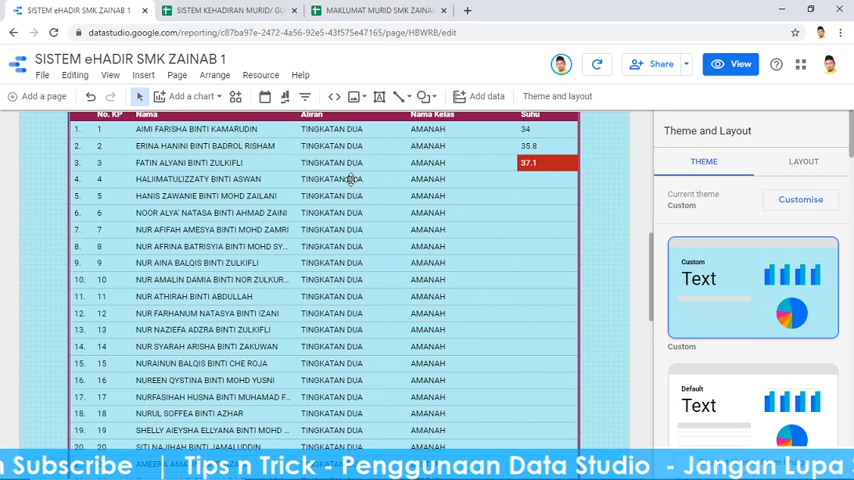 SISTEM eHADIR SMK ZAINAB 1
SISTEM KEHADIRAN MURID/ GU
MAKLUMAT MURID SMK ZAINAB
datastudio.google.com/reporting/c87ba97e-2472-4a56-92e5-43f575e47165/page/HBWRB/edit
SISTEM eHADIR SMK ZAINAB 1
File Editing View Insert Page Arrange Resource Help
Share View
Add a page Add a chart Add data Theme and layout
No. KP Nama Aliran Nama Kelas Suhu
1. 1 AIMI FARISHA BINTI KAMARUDIN TINGKATAN DUA AMANAH 34
2. 2 ERINA HANINI BINTI BADROL RISHAM TINGKATAN DUA AMANAH 35.8
3. 3 FATIN ALYANI BINTI ZULKIFLI TINGKATAN DUA AMANAH 37.1
4. 4 HALIIMATULIZZATY BINTI ASWAN TINGKATAN DUA AMANAH
5. 5 HANIS ZAWANIE BINTI MOHD ZAILANI TINGKATAN DUA AMANAH
6. 6 NOOR ALYA' NATASA BINTI AHMAD ZAINI TINGKATAN DUA AMANAH
7. 7 NUR AFIFAH AMESYA BINTI MOHD ZAMRI TINGKATAN DUA AMANAH
8. 8 NUR AFRINA BATRISYIA BINTI MOHD SY... TINGKATAN DUA AMANAH
9. 9 NUR AINA BALQIS BINTI ZULKIFLI TINGKATAN DUA AMANAH
10. 10 NUR AMALIN DAMIA BINTI NOR ZULKUR... TINGKATAN DUA AMANAH
11. 11 NUR ATHIRAH BINTI ABDULLAH TINGKATAN DUA AMANAH
12. 12 NUR FARHANUM NATASYA BINTI IZANI TINGKATAN DUA AMANAH
13. 13 NUR NAZIEFA ADZRA BINTI ZULKIFLI TINGKATAN DUA AMANAH
14. 14 NUR SYARAH ARISHA BINTI ZAKUWAN TINGKATAN DUA AMANAH
15. 15 NURAINUN BALQIS BINTI CHE ROJA TINGKATAN DUA AMANAH
16. 16 NUREEN QYSTINA BINTI MOHD YUSNI TINGKATAN DUA AMANAH
17. 17 NURFASIHAH HUSNA BINTI MUHAMAD F... TINGKATAN DUA AMANAH
18. 18 NURUL SOFFEA BINTI AZHAR TINGKATAN DUA AMANAH
19. 19 SHELLY AIEYSHA ELLYANA BINTI MOHD ... TINGKATAN DUA AMANAH
20. 20 SITI NAJIHAH BINTI JAMALUDDIN TINGKATAN DUA AMANAH
Theme and Layout
THEME LAYOUT
Current theme
Custom
Customise
Custom
Text
Custom
Default
Text
n Subscribe | Tips n Trick - Penggunaan Data Studio - Jangan Lupa S